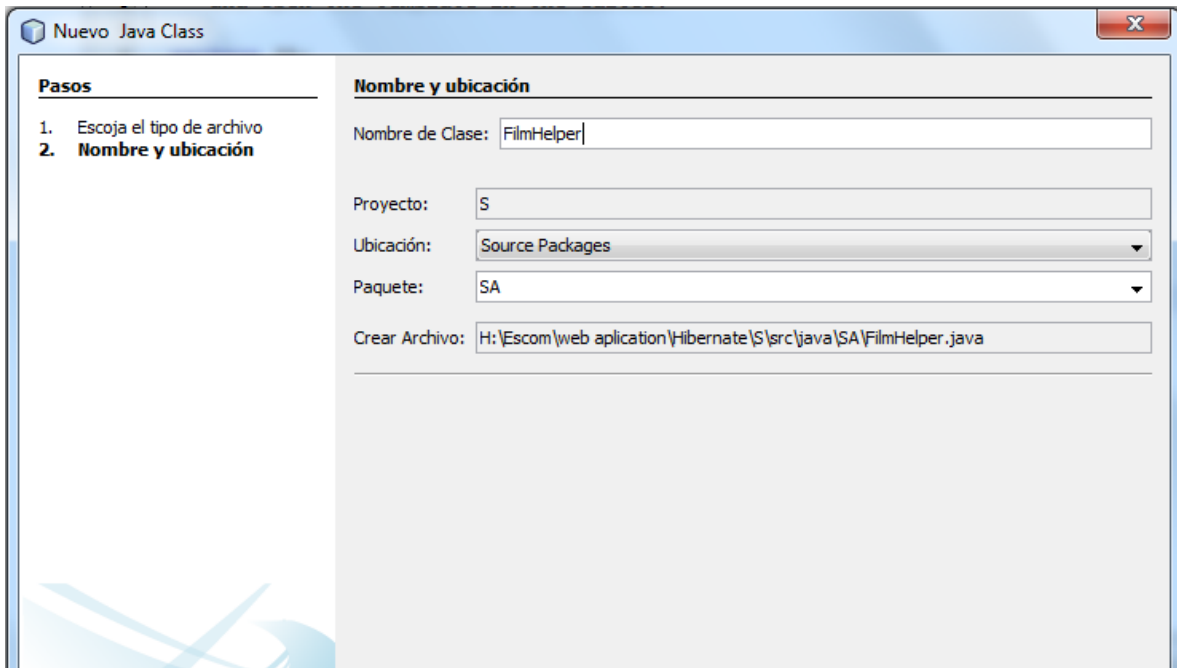 Nuevo Java Class
Pasos
1. Escoja el tipo de archivo
2. Nombre y ubicación
Nombre y ubicación
Nombre de Clase: FilmHelper
Proyecto: S
Ubicación: Source Packages
Paquete: SA
Crear Archivo: H:\Escom\web aplication\Hibernate\S\src\java\SA\FilmHelper.java